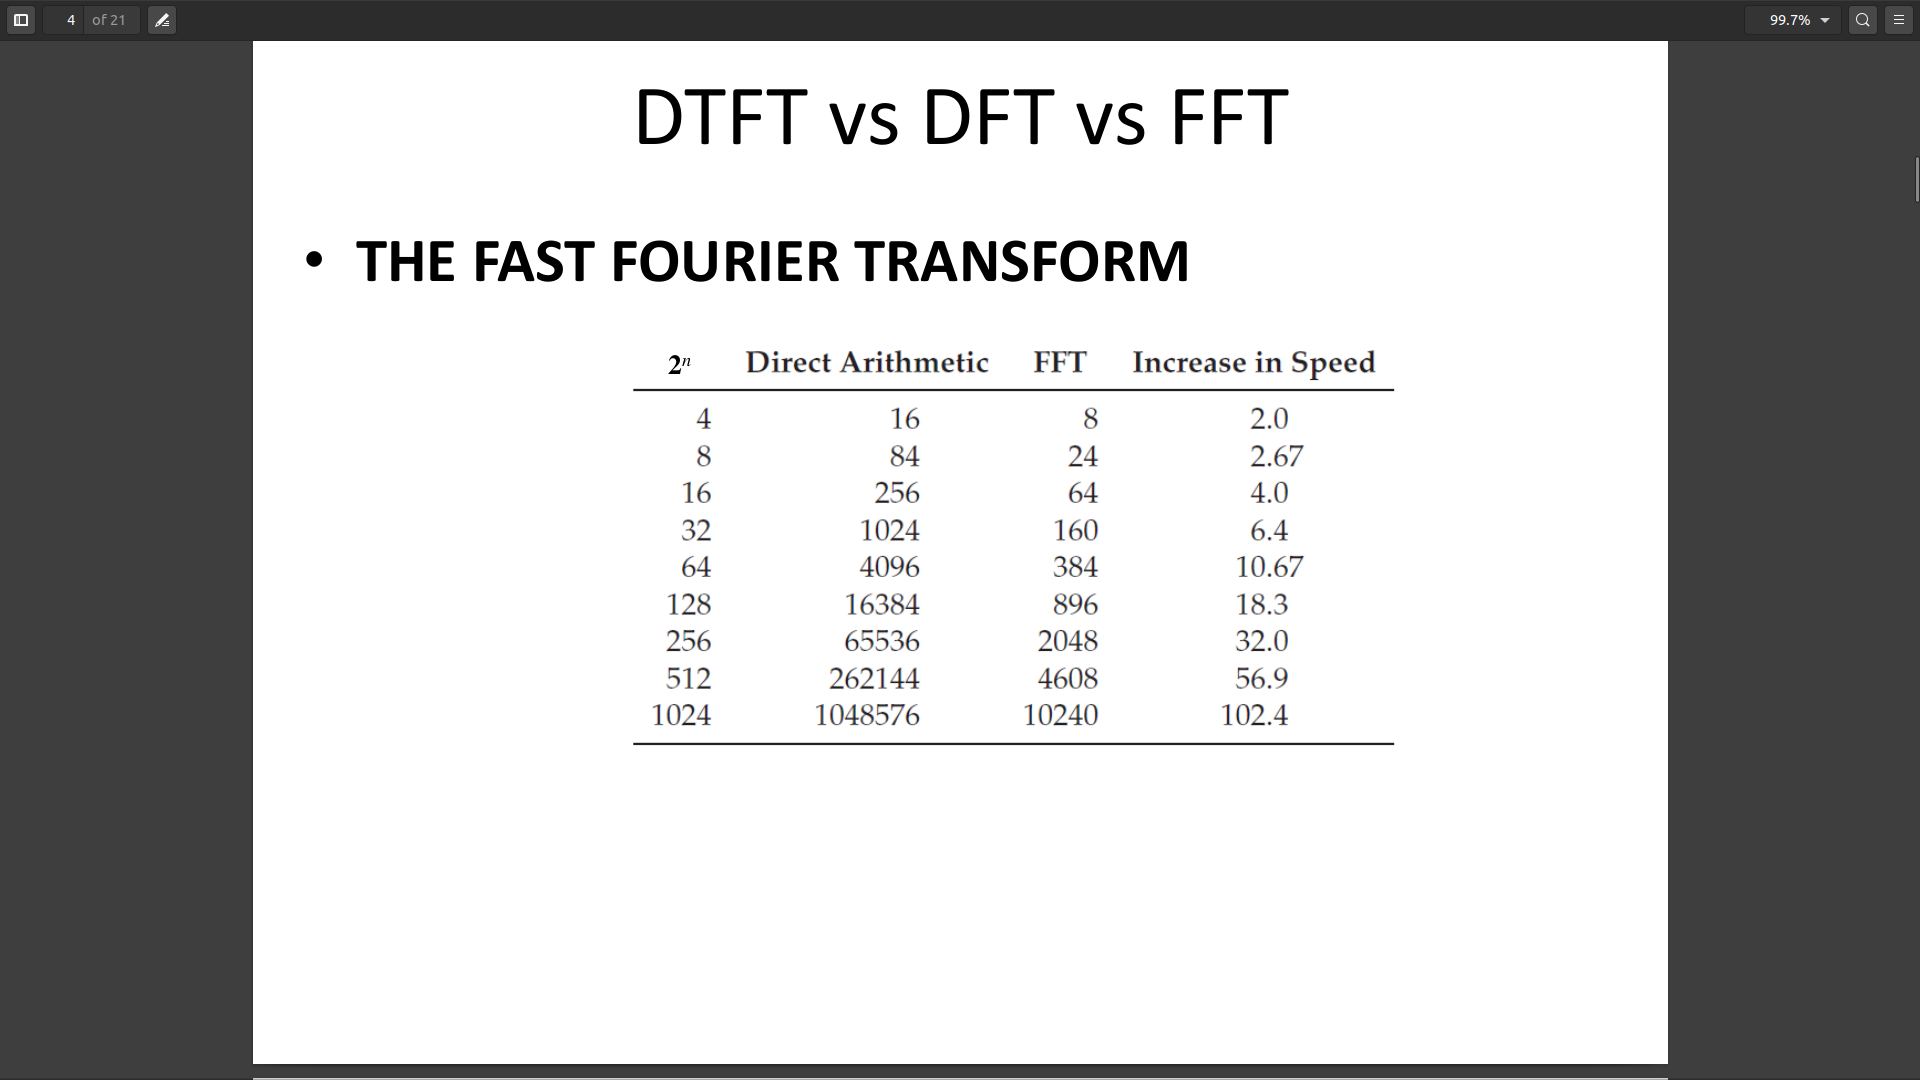 4 of 21 99.7%
DTFT vs DFT vs FFT
• THE FAST FOURIER TRANSFORM
2ⁿ Direct Arithmetic FFT Increase in Speed
4 16 8 2.0
8 84 24 2.67
16 256 64 4.0
32 1024 160 6.4
64 4096 384 10.67
128 16384 896 18.3
256 65536 2048 32.0
512 262144 4608 56.9
1024 1048576 10240 102.4